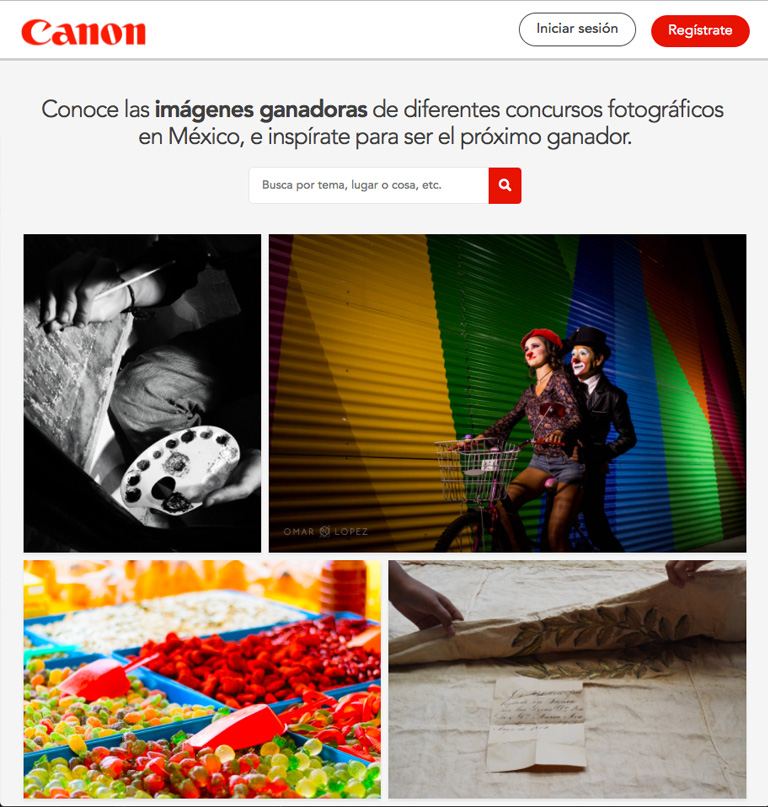 Canon
Iniciar sesión
Regístrate
Conoce las imágenes ganadoras de diferentes concursos fotográficos
en México, e inspírate para ser el próximo ganador.
Busca por tema, lugar o cosa, etc.
OMAR LOPEZ